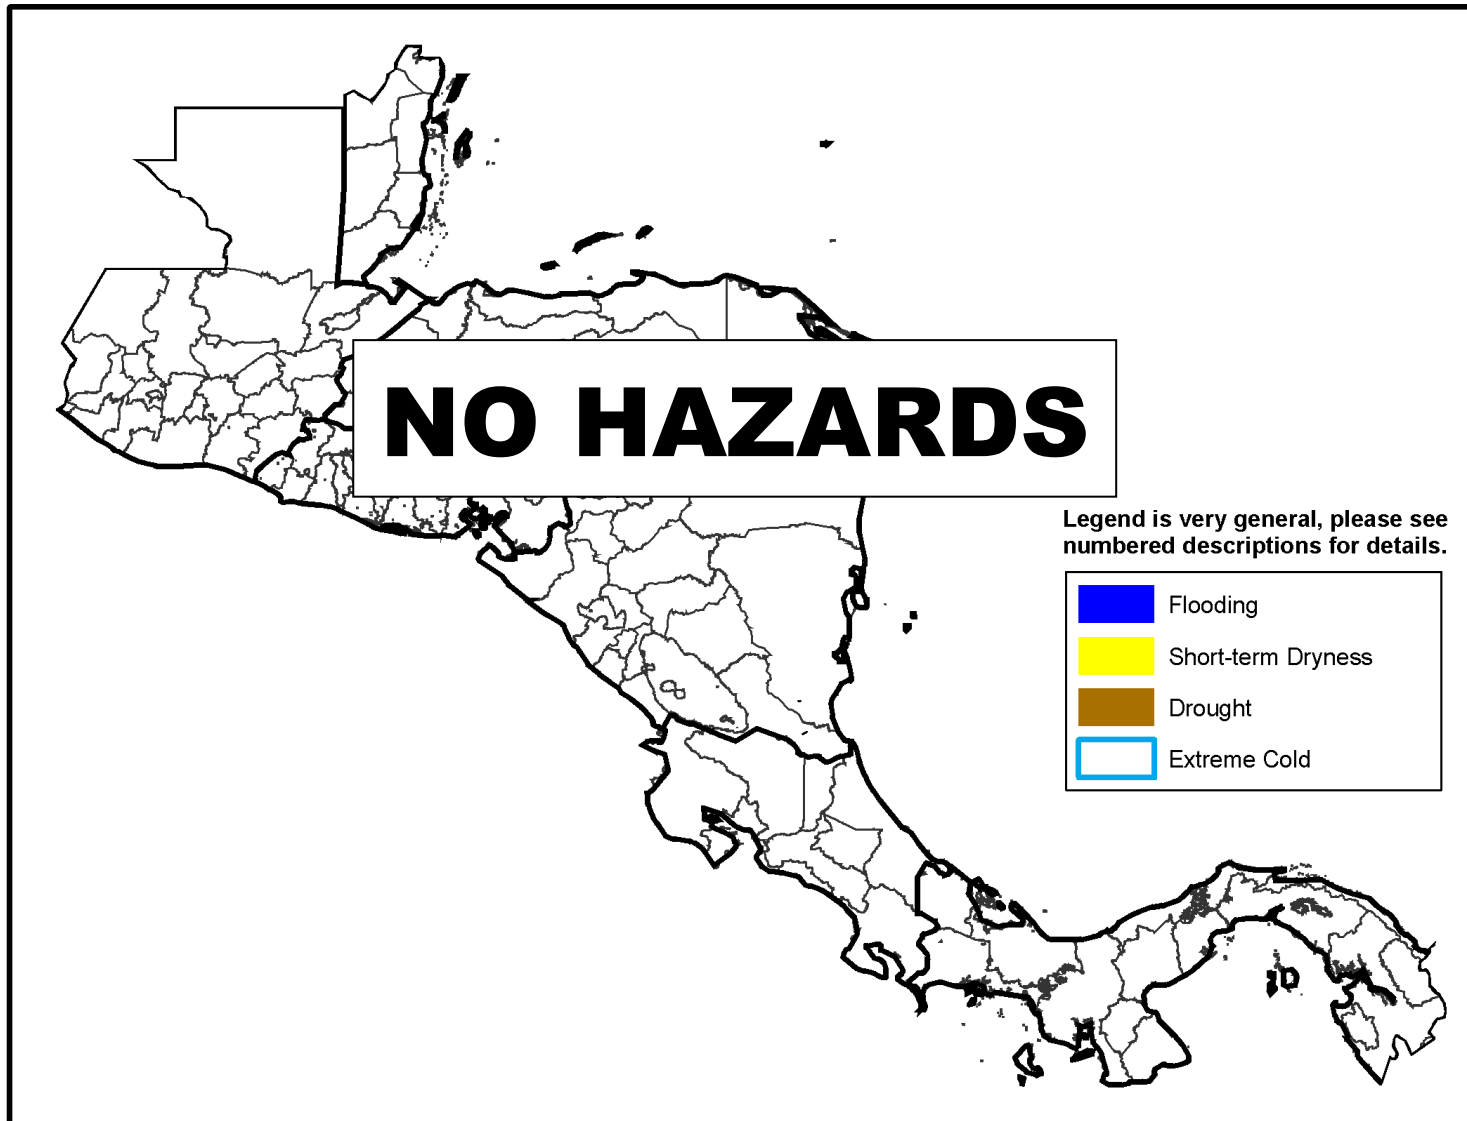 NO HAZARDS
Legend is very general, please see
numbered descriptions for details.
Flooding
Short-term Dryness
Drought
Extreme Cold